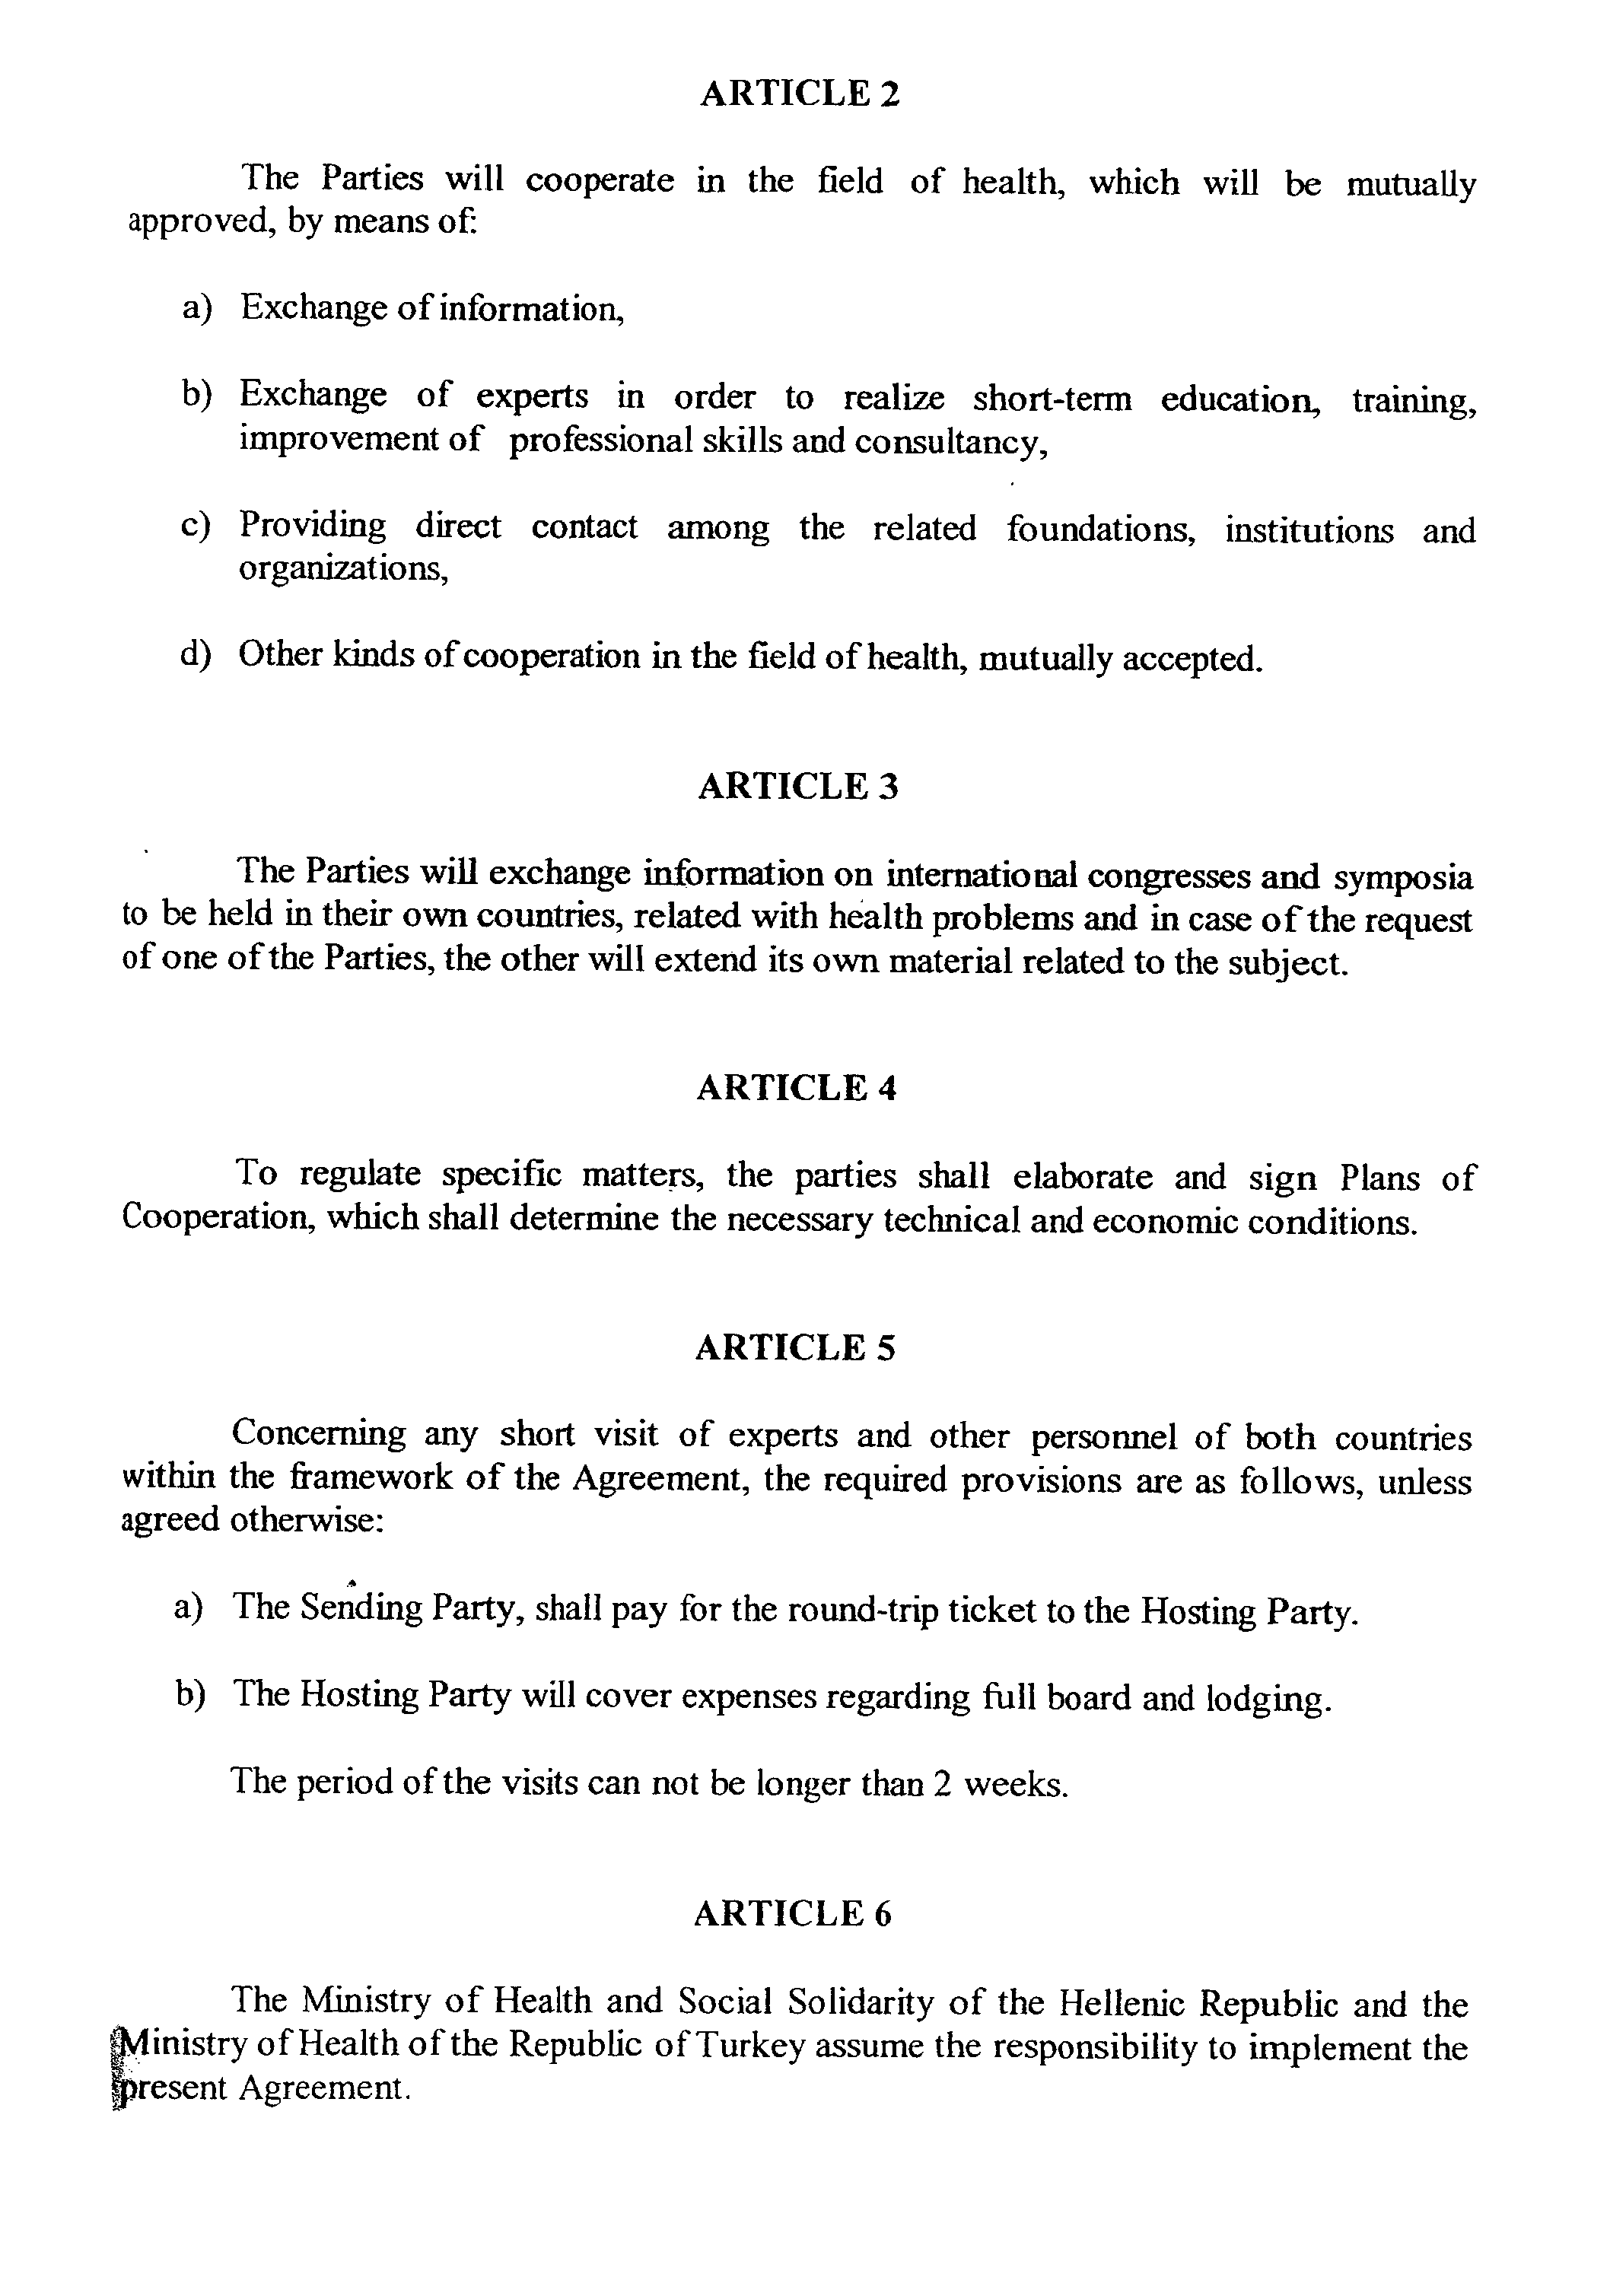 ARTICLE 2
The Parties will cooperate in the field of health, which will be mutually
approved, by means of:
a) Exchange of information,
b) Exchange of experts in order to realize short-term education, training,
improvement of professional skills and consultancy,
c) Providing direct contact among the related foundations, institutions and
organizations,
d) Other kinds of cooperation in the field of health, mutually accepted.
ARTICLE 3
The Parties will exchange information on international congresses and symposia
to be held in their own countries, related with health problems and in case of the request
of one of the Parties, the other will extend its own material related to the subject.
ARTICLE 4
To regulate specific matters, the parties shall elaborate and sign Plans of
Cooperation, which shall determine the necessary technical and economic conditions.
ARTICLE 5
Concerning any short visit of experts and other personnel of both countries
within the framework of the Agreement, the required provisions are as follows, unless
agreed otherwise:
a) The Sending Party, shall pay for the round-trip ticket to the Hosting Party.
b) The Hosting Party will cover expenses regarding full board and lodging.
The period of the visits can not be longer than 2 weeks.
ARTICLE 6
The Ministry of Health and Social Solidarity of the Hellenic Republic and the
Ministry of Health of the Republic of Turkey assume the responsibility to implement the
present Agreement.